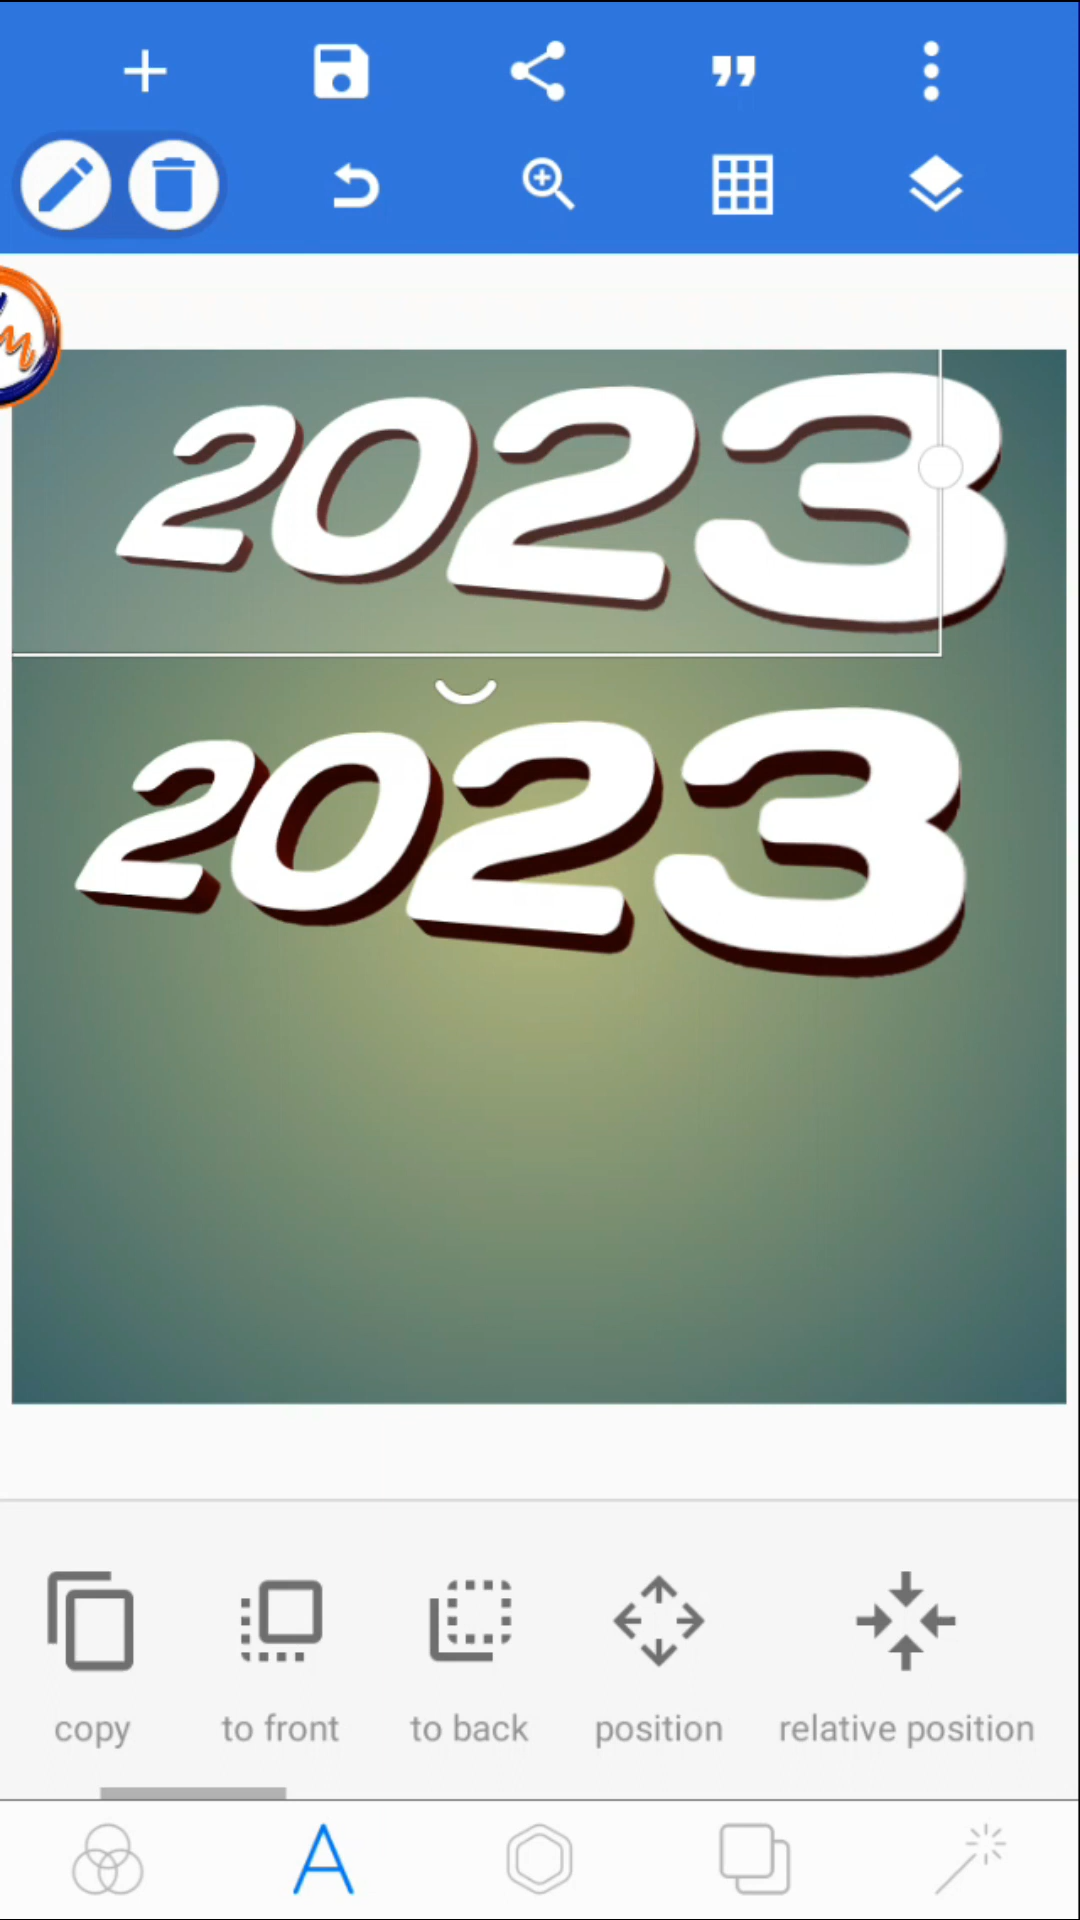 2023
2023
copy
to front
to back
position
relative position